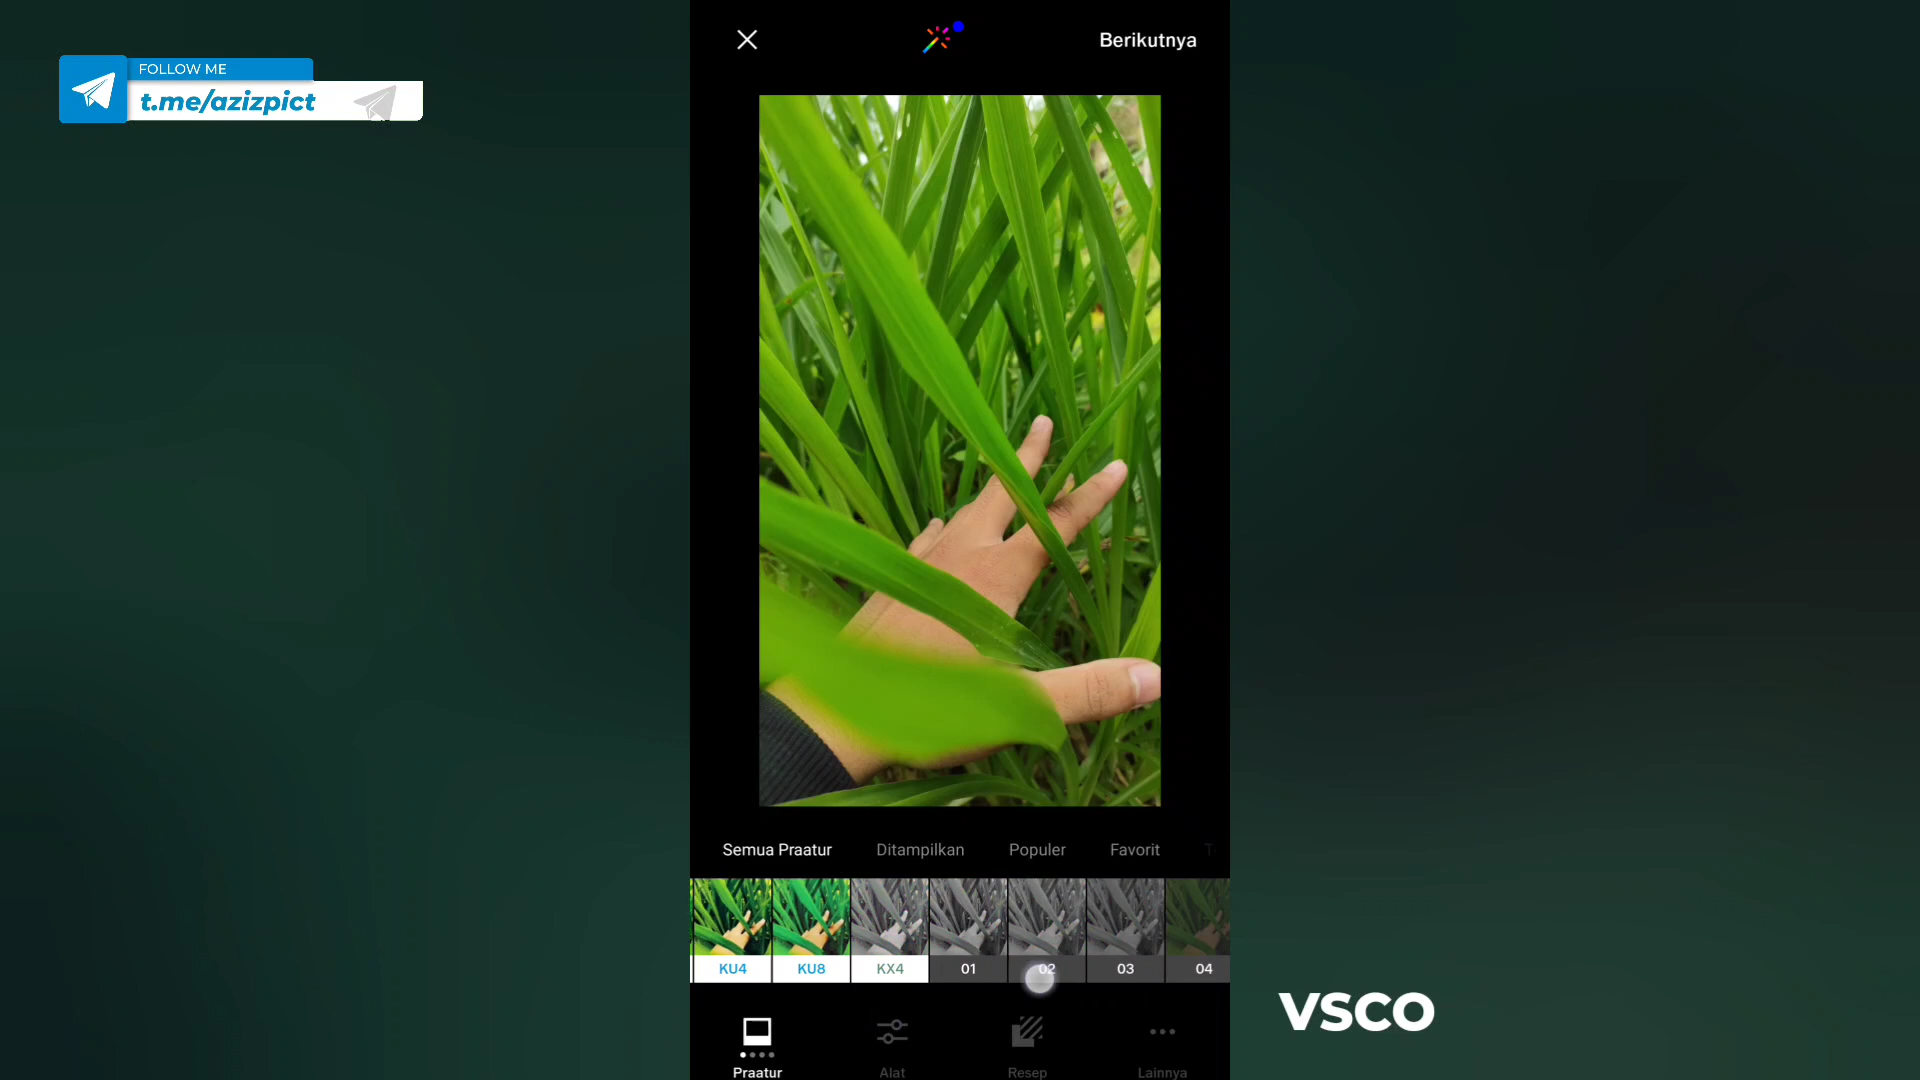 FOLLOW ME
t.me/azizpict
Berikutnya
Semua Praatur Ditampilkan Populer Favorit
KU4 KU8 KX4 01 02 03 04
Praatur Alat Resep Lainnya
VSCO